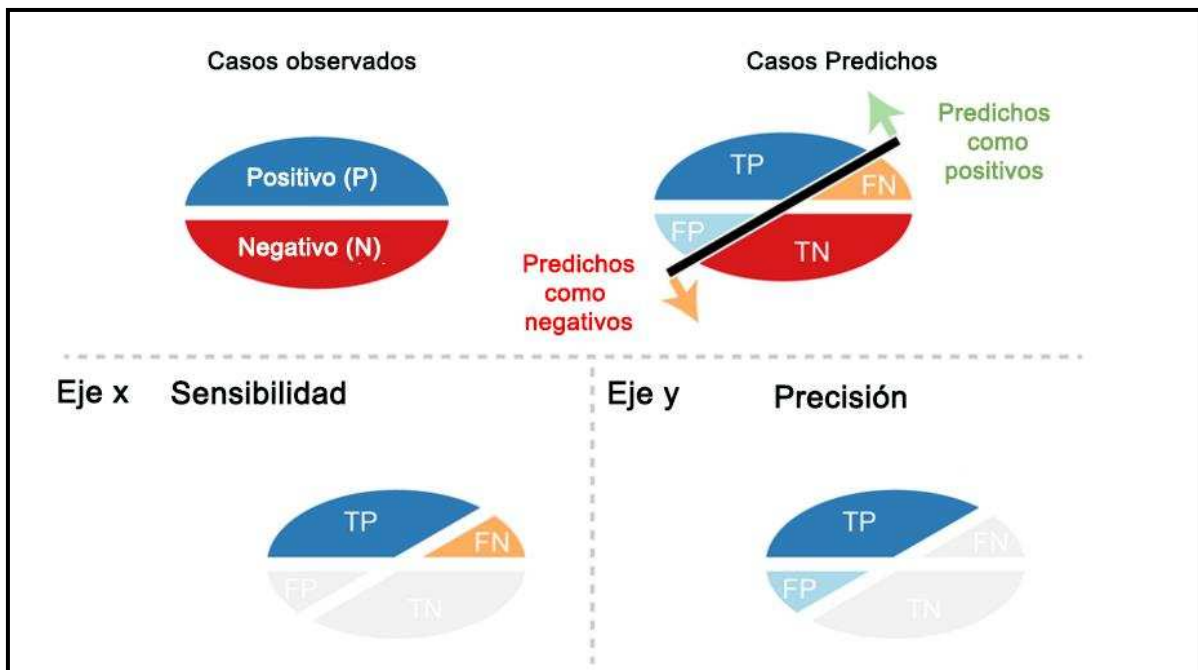 Casos observados
Positivo (P)
Negativo (N)
Casos Predichos
Predichos
como
positivos
TP
FN
FP
TN
Predichos
como
negativos
Eje x Sensibilidad
TP
FN
FP
TN
Eje y Precisión
TP
FN
FP
TN